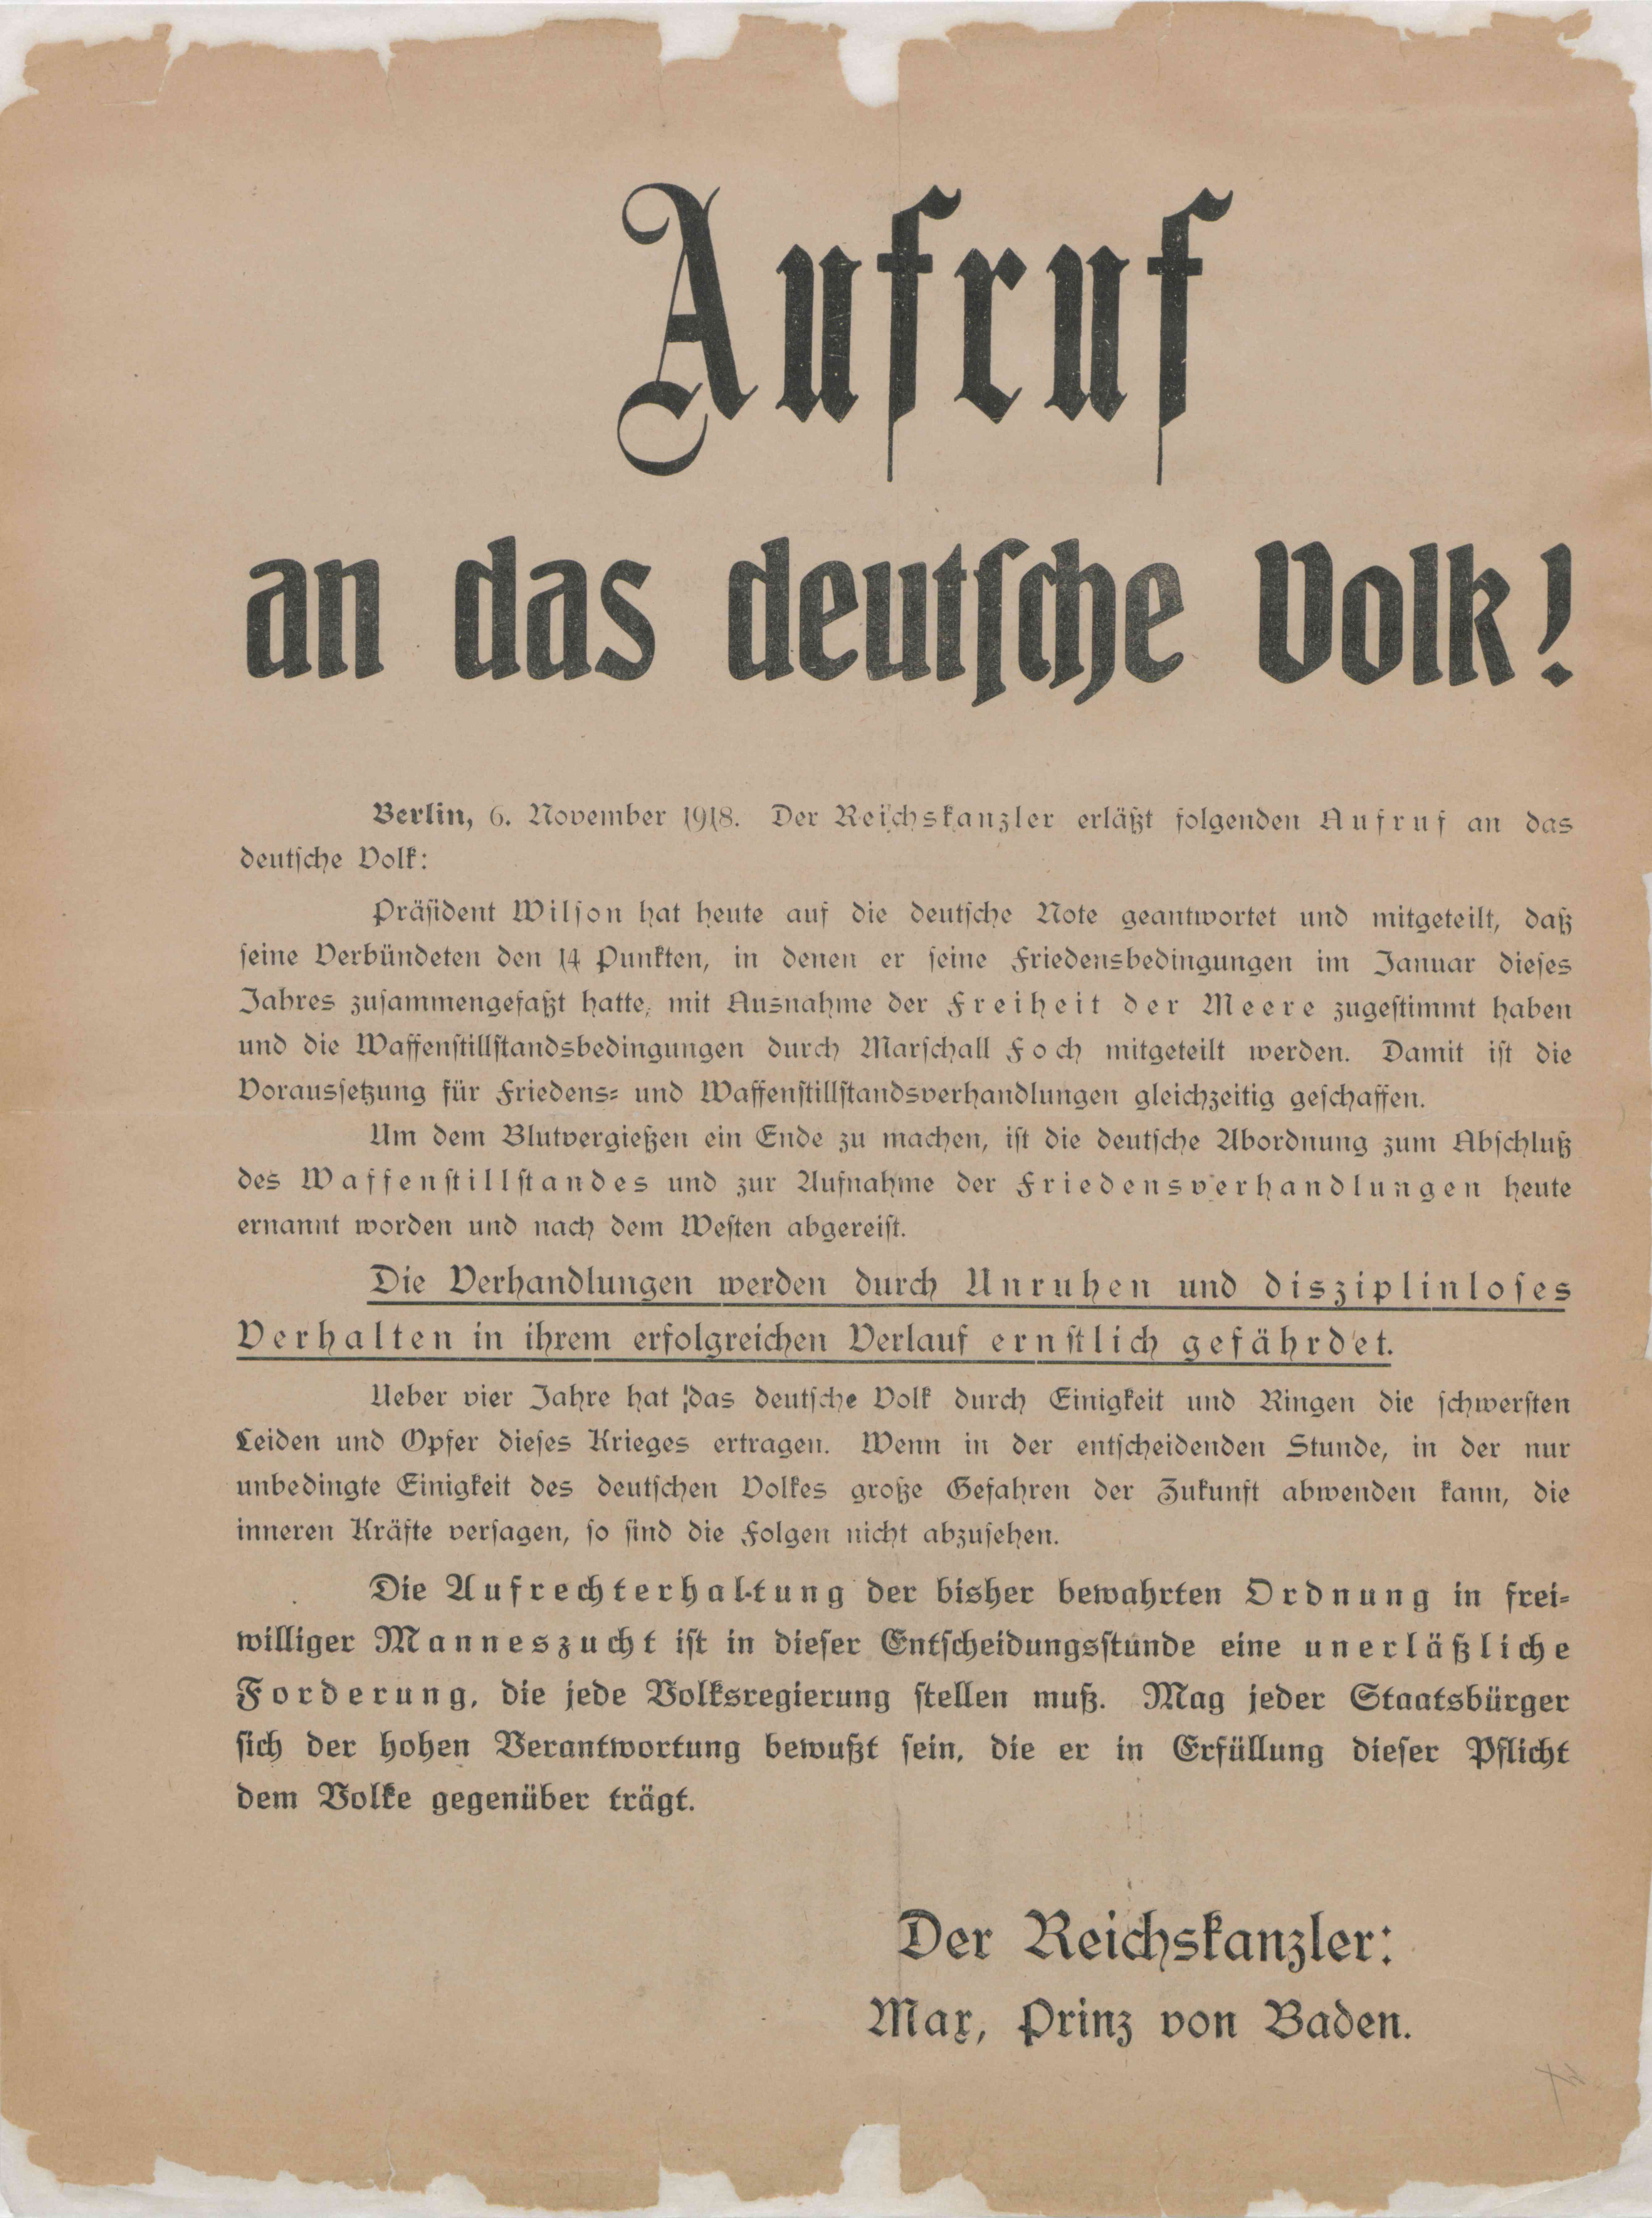 Aufruf
an das deutsche Volk!
Berlin, 6. November 1918. Der Reichskanzler erläßt folgenden Aufruf an das
deutsche Volk:
Präsident Wilson hat heute auf die deutsche Note geantwortet und mitgeteilt, daß
seine Verbündeten den 14 Punkten, in denen er seine Friedensbedingungen im Januar dieses
Jahres zusammengefaßt hatte, mit Ausnahme der Freiheit der Meere zugestimmt haben
und die Waffenstillstandsbedingungen durch Marschall Foch mitgeteilt werden. Damit ist die
Voraussetzung für Friedens- und Waffenstillstandsverhandlungen gleichzeitig geschaffen.
Um dem Blutvergießen ein Ende zu machen, ist die deutsche Abordnung zum Abschluß
des Waffenstillstandes und zur Aufnahme der Friedensverhandlungen heute
ernannt worden und nach dem Westen abgereist.
Die Verhandlungen werden durch Unruhen und disziplinloses
Verhalten in ihrem erfolgreichen Verlauf ernstlich gefährdet.
Ueber vier Jahre hat das deutsche Volk durch Einigkeit und Ringen die schwersten
Leiden und Opfer dieses Krieges ertragen. Wenn in der entscheidenden Stunde, in der nur
unbedingte Einigkeit des deutschen Volkes große Gefahren der Zukunft abwenden kann, die
inneren Kräfte versagen, so sind die Folgen nicht abzusehen.
Die Aufrechterhaltung der bisher bewahrten Ordnung in frei-
williger Manneszucht ist in dieser Entscheidungsstunde eine unerläßliche
Forderung, die jede Volksregierung stellen muß. Mag jeder Staatsbürger
sich der hohen Verantwortung bewußt sein, die er in Erfüllung dieser Pflicht
dem Volke gegenüber trägt.
Der Reichskanzler:
Max, Prinz von Baden.